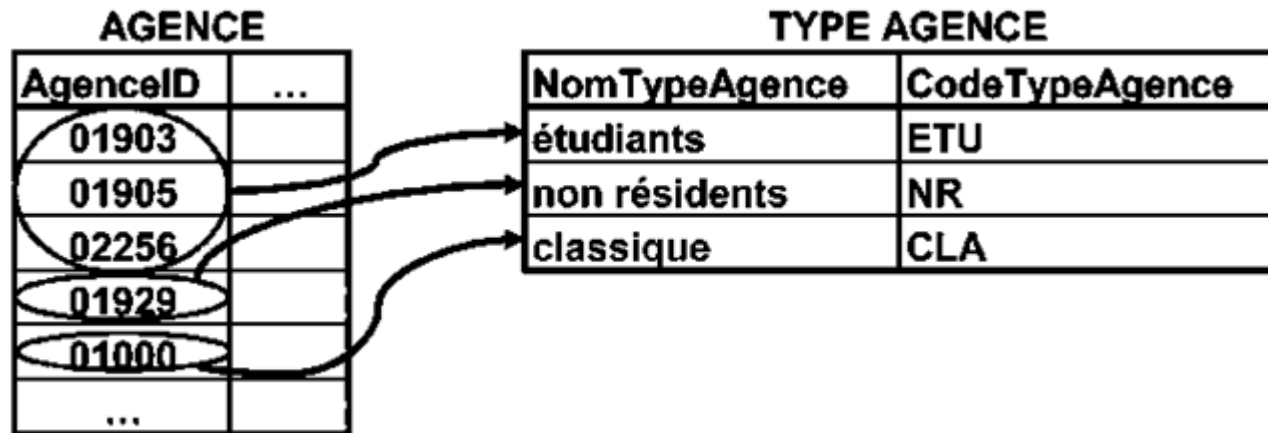 AGENCE
TYPE AGENCE
AgenceID ...
NomTypeAgence CodeTypeAgence
01903
étudiants ETU
01905
non résidents NR
02256
classique CLA
01929
01000
...